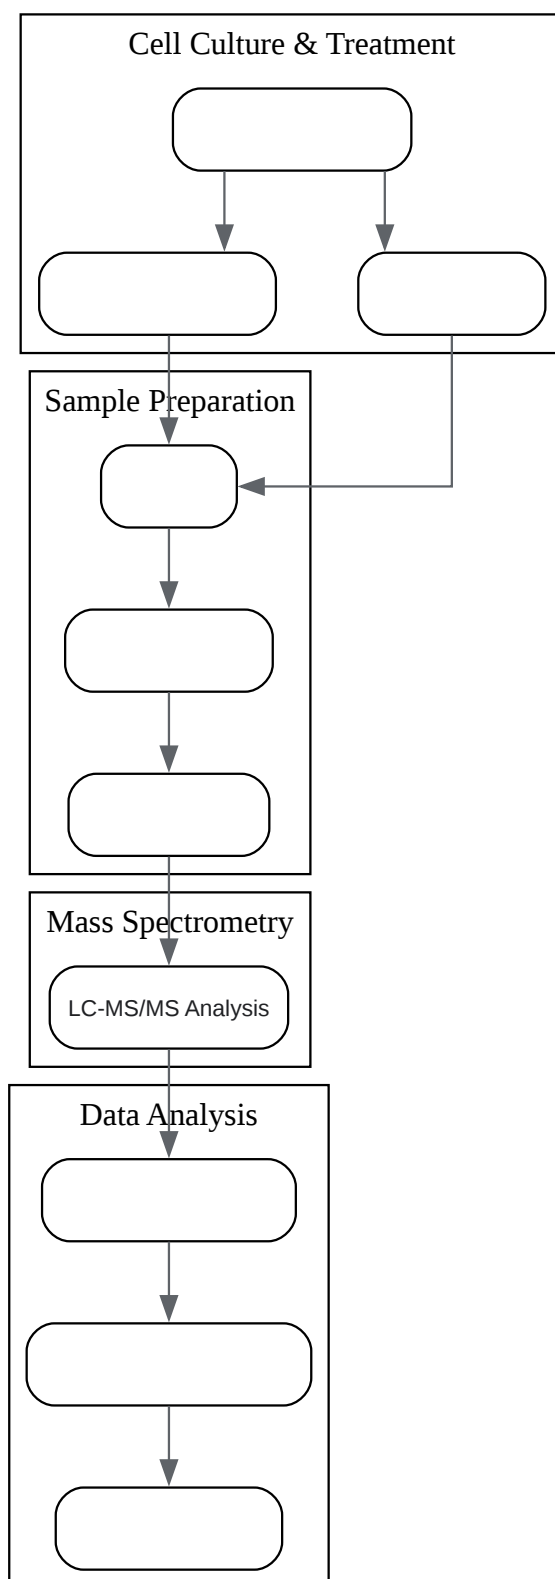 Cell Culture & Treatment
Sample Preparation
Mass Spectrometry
LC-MS/MS Analysis
Data Analysis